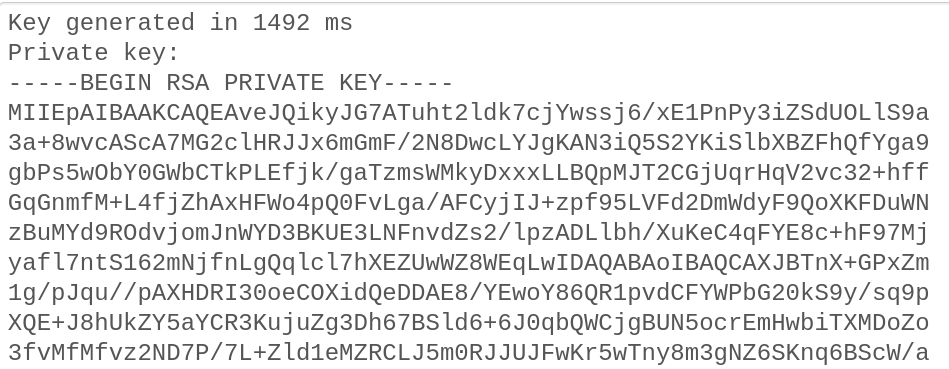 Key generated in 1492 ms
Private key:
-----BEGIN RSA PRIVATE KEY-----
MIIEpAIBAAKCAQEAveJQikyJG7ATuht2ldk7cjYwssj6/xE1PnPy3iZSdUOLlS9a
3a+8wvcAScA7MG2clHRJJx6mGmF/2N8DwcLYJgKAN3iQ5S2YKiSlbXBZFhQfYga9
gbPs5wObY0GWbCTkPLEfjk/gaTzmsWMkyDxxxLLBQpMJT2CGjUqrHqV2vc32+hff
GqGnmfM+L4fjZhAxHFWo4pQ0FvLga/AFCyjIJ+zpf95LVFd2DmWdyF9QoXKFDuWN
zBuMYd9ROdvjomJnWYD3BKUE3LNFnvdZs2/lpzADLlbh/XuKeC4qFYE8c+hF97Mj
yafl7ntS162mNjfnLgQqlcl7hXEZUwWZ8WEqLwIDAQABAoIBAQCAXJBTnX+GPxZm
1g/pJqu//pAXHDRI30oeCOXidQeDDAE8/YEwoY86QR1pvdCFYWPbG20kS9y/sq9p
XQE+J8hUkZY5aYCR3KujuZg3Dh67BSld6+6J0qbQWCjgBUN5ocrEmHwbiTXMDoZo
3fvMfMfvz2ND7P/7L+Zld1eMZRCLJ5m0RJJUJFwKr5wTny8m3gNZ6SKnq6BScW/a